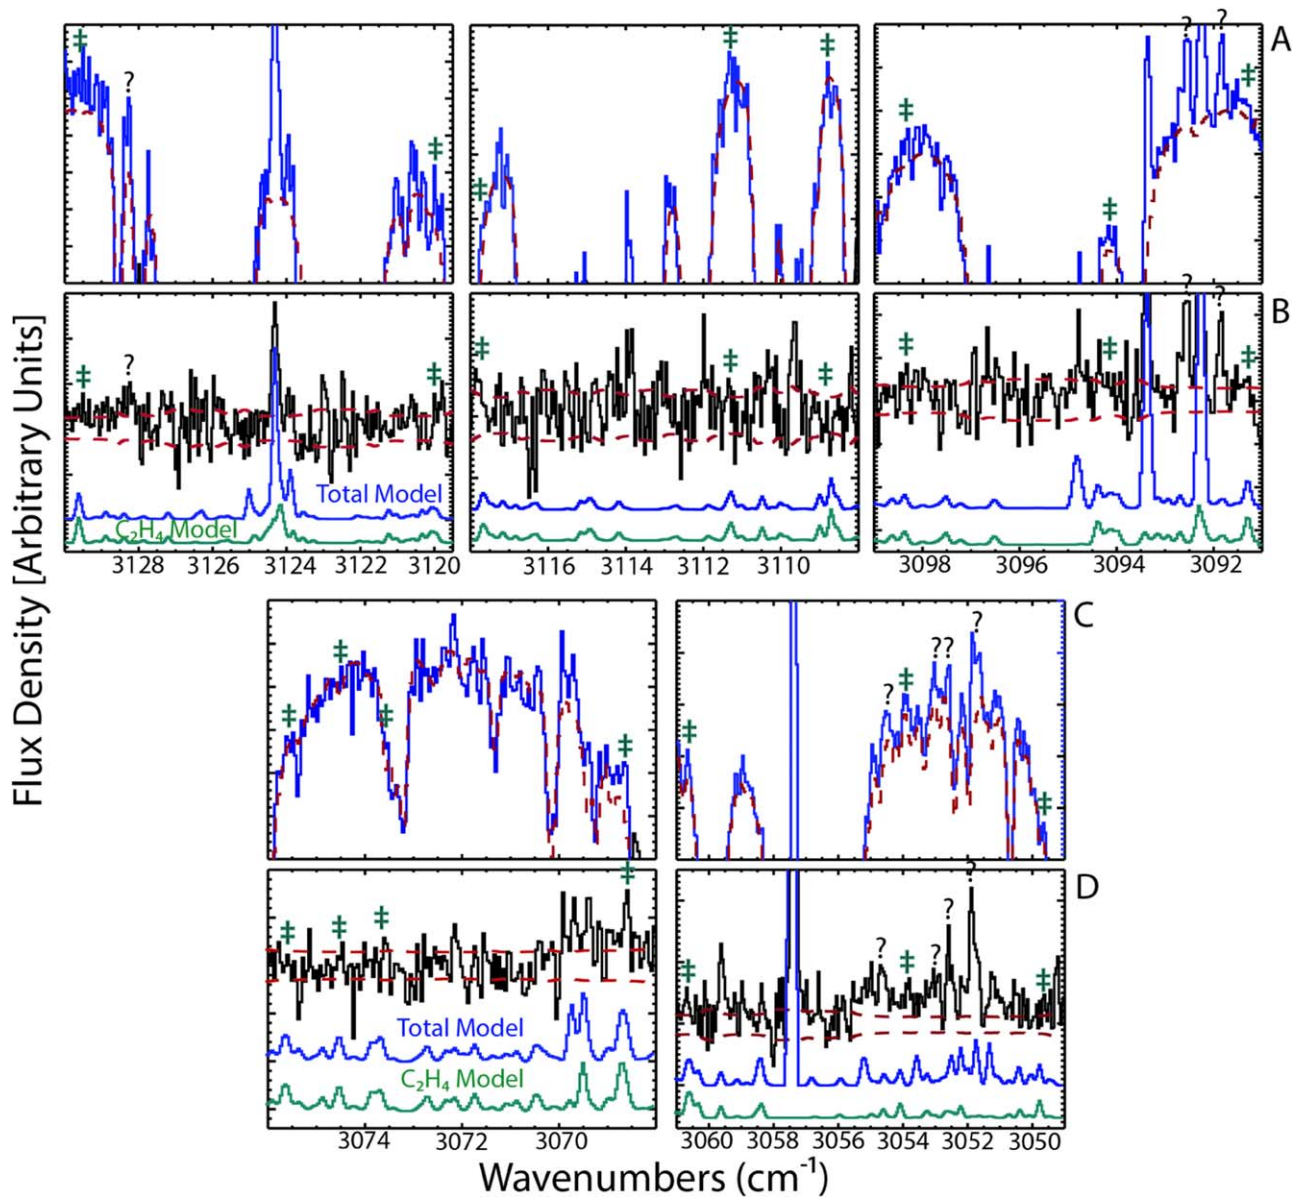 ‡ ? ‡ ‡ ‡ ‡ ‡ ‡ ? ? ‡ A
‡ ? ‡ ‡ ‡ ‡ ‡ ‡ ? ? ‡ B
Total Model
C₂H₄ Model
3128 3126 3124 3122 3120 3116 3114 3112 3110 3098 3096 3094 3092
‡ ‡ ‡ ‡ ‡ ? ‡ ?? ? ‡ C
‡ ‡ ‡ ‡ ‡ ? ‡ ? ? ? ‡ D
Total Model
C₂H₄ Model
3074 3072 3070 3060 3058 3056 3054 3052 3050
Wavenumbers (cm⁻¹)
Flux Density [Arbitrary Units]